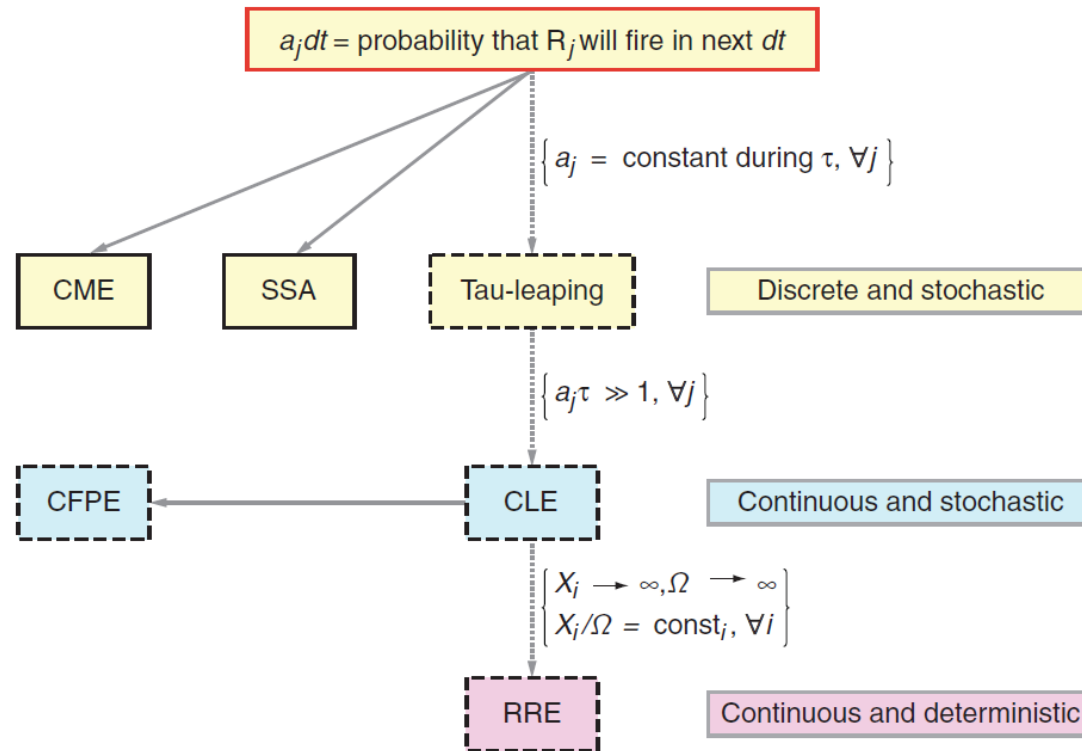 a_j dt = probability that R_j will fire in next dt
{ a_j = constant during τ, ∀j }
CME
SSA
Tau-leaping
Discrete and stochastic
{ a_j τ ≫ 1, ∀j }
CFPE
CLE
Continuous and stochastic
X_i → ∞, Ω → ∞
X_i/Ω = const_i, ∀i
RRE
Continuous and deterministic